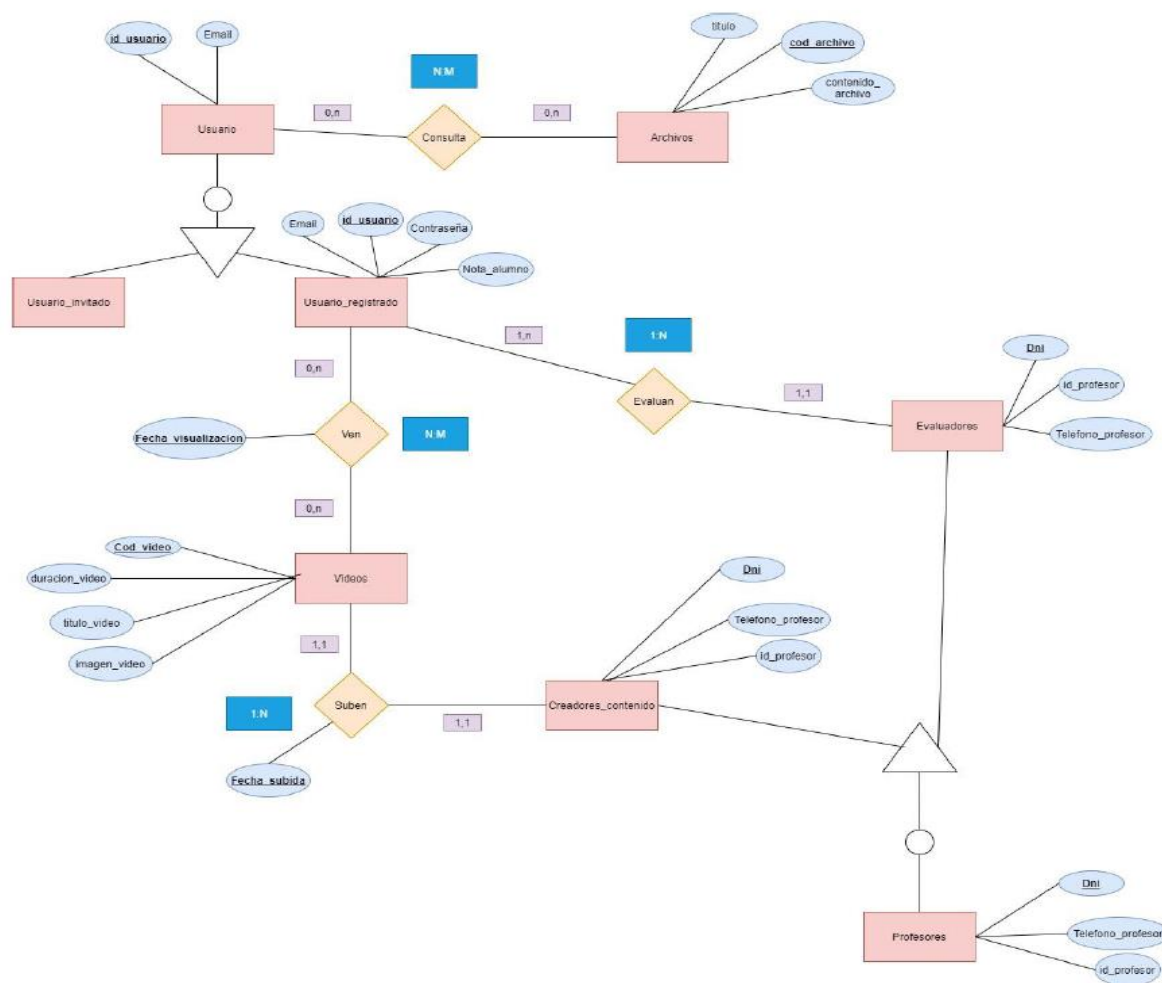 id_usuario
Email
titulo
cod_archivo
contenido_
archivo
N:M
0,n
0,n
Usuario
Consulta
Archivos
Email
id_usuario
Contraseña
Nota_alumno
Usuario_invitado
Usuario_registrado
1,n
1:N
0,n
Dni
id_profesor
Telefono_profesor
Evaluan
1,1
Evaluadores
Fecha_visualizacion
Ven
N:M
0,n
Cod_video
duracion_video
titulo_video
imagen_video
Videos
1,1
Dni
Telefono_profesor
id_profesor
1:N
Suben
1,1
Creadores_contenido
Fecha_subida
Dni
Telefono_profesor
id_profesor
Profesores